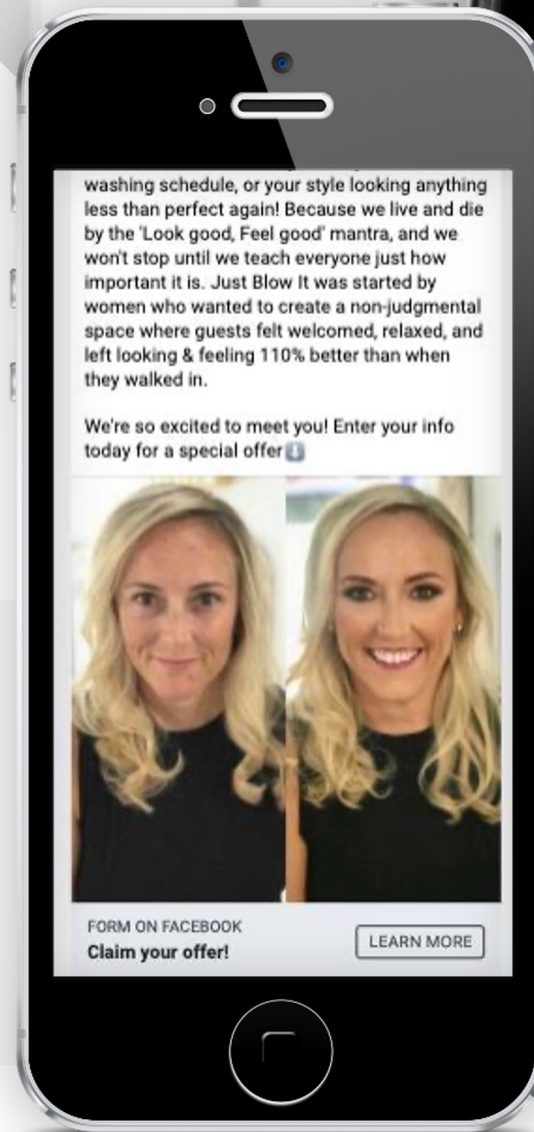 washing schedule, or your style looking anything
less than perfect again! Because we live and die
by the 'Look good, Feel good' mantra, and we
won't stop until we teach everyone just how
important it is. Just Blow It was started by
women who wanted to create a non-judgmental
space where guests felt welcomed, relaxed, and
left looking & feeling 110% better than when
they walked in.
We're so excited to meet you! Enter your info
today for a special offer⬇️
FORM ON FACEBOOK
Claim your offer!
LEARN MORE